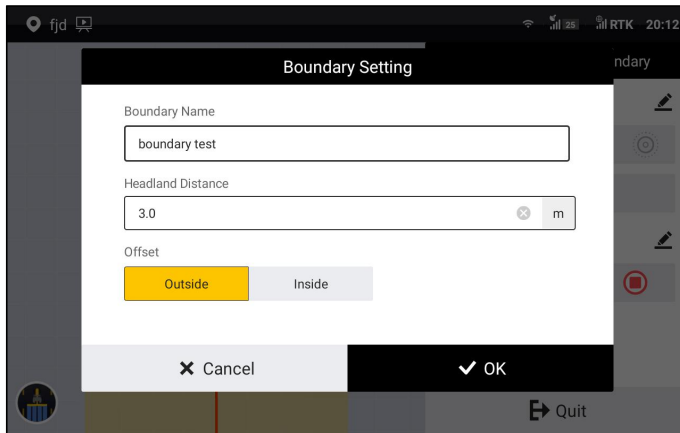 fjd 25 RTK 20:12
ndary
Boundary Setting
Boundary Name
boundary test
Headland Distance
3.0 m
Offset
Outside Inside
Cancel OK
Quit